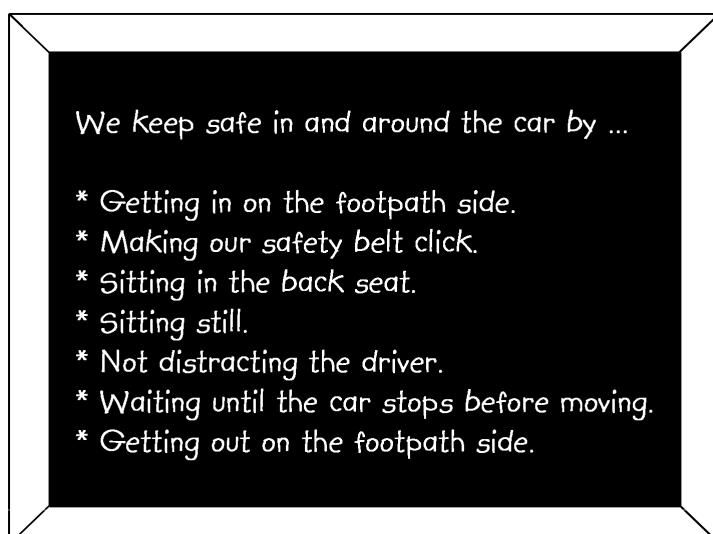 We keep safe in and around the car by ...
* Getting in on the footpath side.
* Making our safety belt click.
* Sitting in the back seat.
* Sitting still.
* Not distracting the driver.
* Waiting until the car stops before moving.
* Getting out on the footpath side.